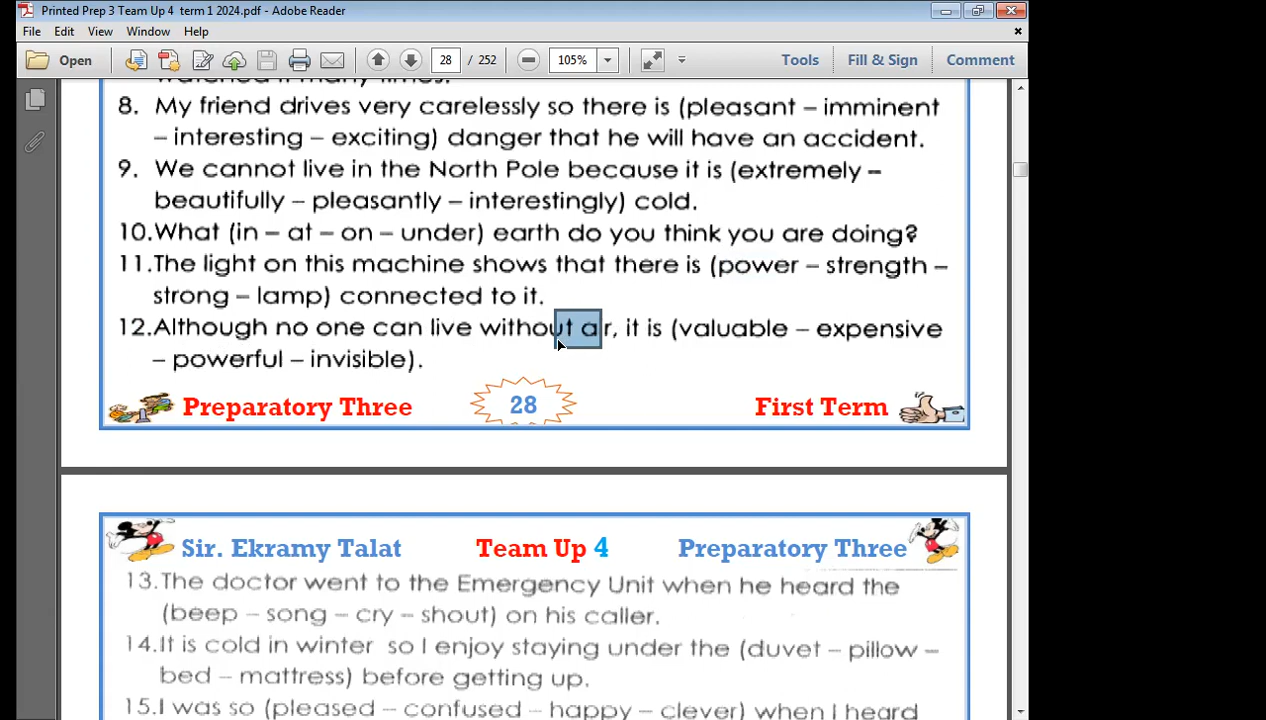 Printed Prep 3 Team Up 4 term 1 2024.pdf - Adobe Reader
File Edit View Window Help
Open 28 / 252 105% Tools Fill & Sign Comment
watched it many times.
8. My friend drives very carelessly so there is (pleasant – imminent
– interesting – exciting) danger that he will have an accident.
9. We cannot live in the North Pole because it is (extremely –
beautifully – pleasantly – interestingly) cold.
10.What (in – at – on – under) earth do you think you are doing?
11.The light on this machine shows that there is (power – strength –
strong – lamp) connected to it.
12.Although no one can live without air, it is (valuable – expensive
– powerful – invisible).
Preparatory Three 28 First Term
Sir. Ekramy Talat Team Up 4 Preparatory Three
13.The doctor went to the Emergency Unit when he heard the
(beep – song – cry – shout) on his caller.
14.It is cold in winter so I enjoy staying under the (duvet – pillow –
bed – mattress) before getting up.
15.I was so (pleased – confused – happy – clever) when I heard